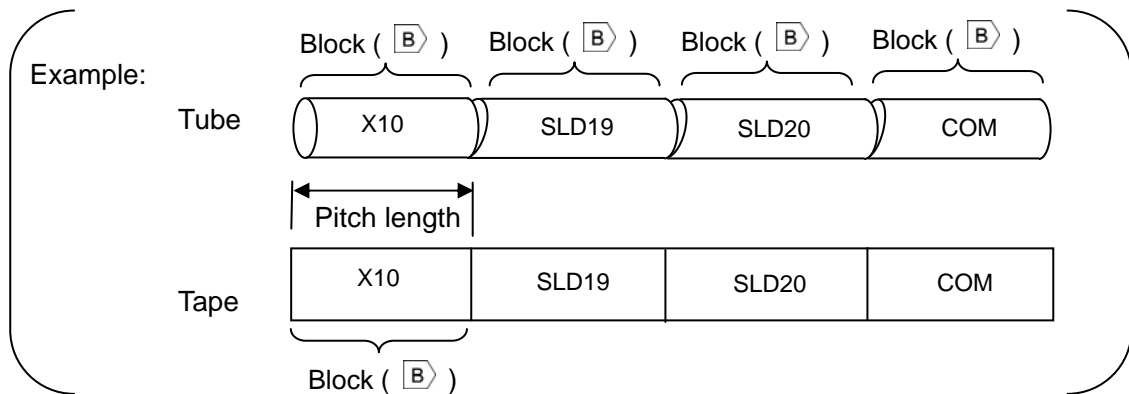 Block ( B ) Block ( B ) Block ( B ) Block ( B )
Example:
Tube X10 SLD19 SLD20 COM
Pitch length
Tape X10 SLD19 SLD20 COM
Block ( B )